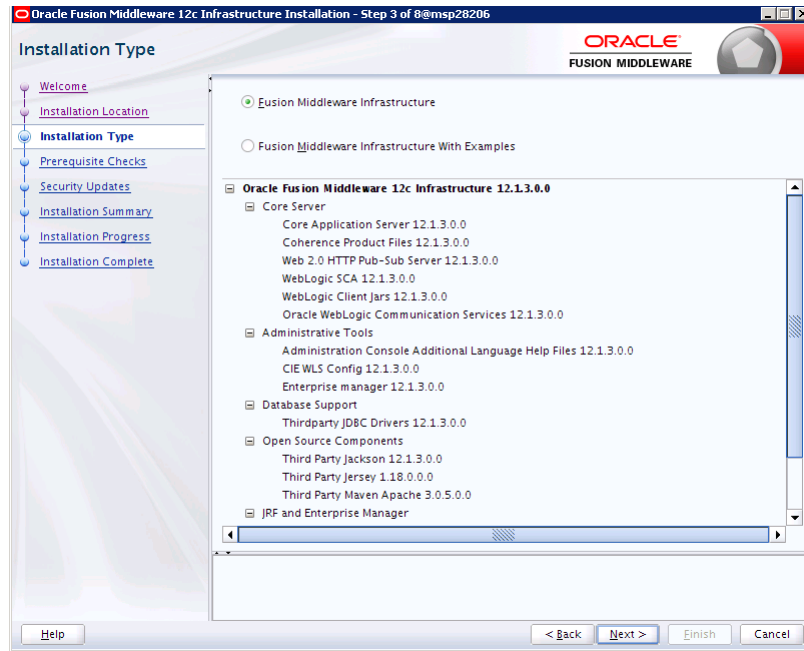 Oracle Fusion Middleware 12c Infrastructure Installation - Step 3 of 8@msp28206
Installation Type
ORACLE
FUSION MIDDLEWARE
Welcome
Installation Location
Installation Type
Prerequisite Checks
Security Updates
Installation Summary
Installation Progress
Installation Complete
Fusion Middleware Infrastructure
Fusion Middleware Infrastructure With Examples
Oracle Fusion Middleware 12c Infrastructure 12.1.3.0.0
Core Server
Core Application Server 12.1.3.0.0
Coherence Product Files 12.1.3.0.0
Web 2.0 HTTP Pub-Sub Server 12.1.3.0.0
WebLogic SCA 12.1.3.0.0
WebLogic Client Jars 12.1.3.0.0
Oracle WebLogic Communication Services 12.1.3.0.0
Administrative Tools
Administration Console Additional Language Help Files 12.1.3.0.0
CIE WLS Config 12.1.3.0.0
Enterprise manager 12.1.3.0.0
Database Support
Thirdparty JDBC Drivers 12.1.3.0.0
Open Source Components
Third Party Jackson 12.1.3.0.0
Third Party Jersey 1.18.0.0.0
Third Party Maven Apache 3.0.5.0.0
JRF and Enterprise Manager
Help
< Back
Next >
Finish
Cancel